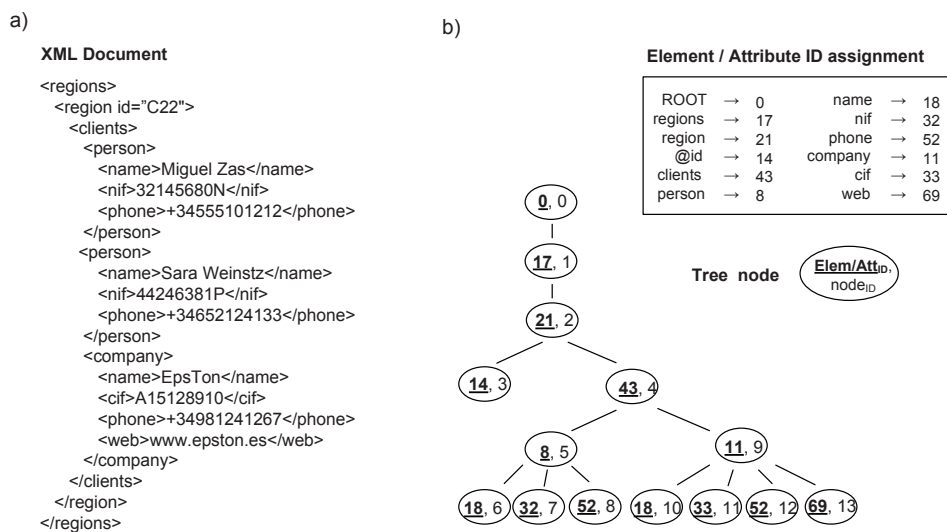 a)
XML Document
<regions>
<region id="C22">
<clients>
<person>
<name>Miguel Zas</name>
<nif>32145680N</nif>
<phone>+34555101212</phone>
</person>
<person>
<name>Sara Weinstz</name>
<nif>44246381P</nif>
<phone>+34652124133</phone>
</person>
<company>
<name>EpsTon</name>
<cif>A15128910</cif>
<phone>+34981241267</phone>
<web>www.epston.es</web>
</company>
</clients>
</region>
</regions>
b)
Element / Attribute ID assignment
ROOT → 0 name → 18
regions → 17 nif → 32
region → 21 phone → 52
@id → 14 company → 11
clients → 43 cif → 33
person → 8 web → 69
Tree node
Elem/AttID,
nodeID
0, 0
17, 1
21, 2
14, 3 43, 4
8, 5 11, 9
18, 6 32, 7 52, 8 18, 10 33, 11 52, 12 69, 13